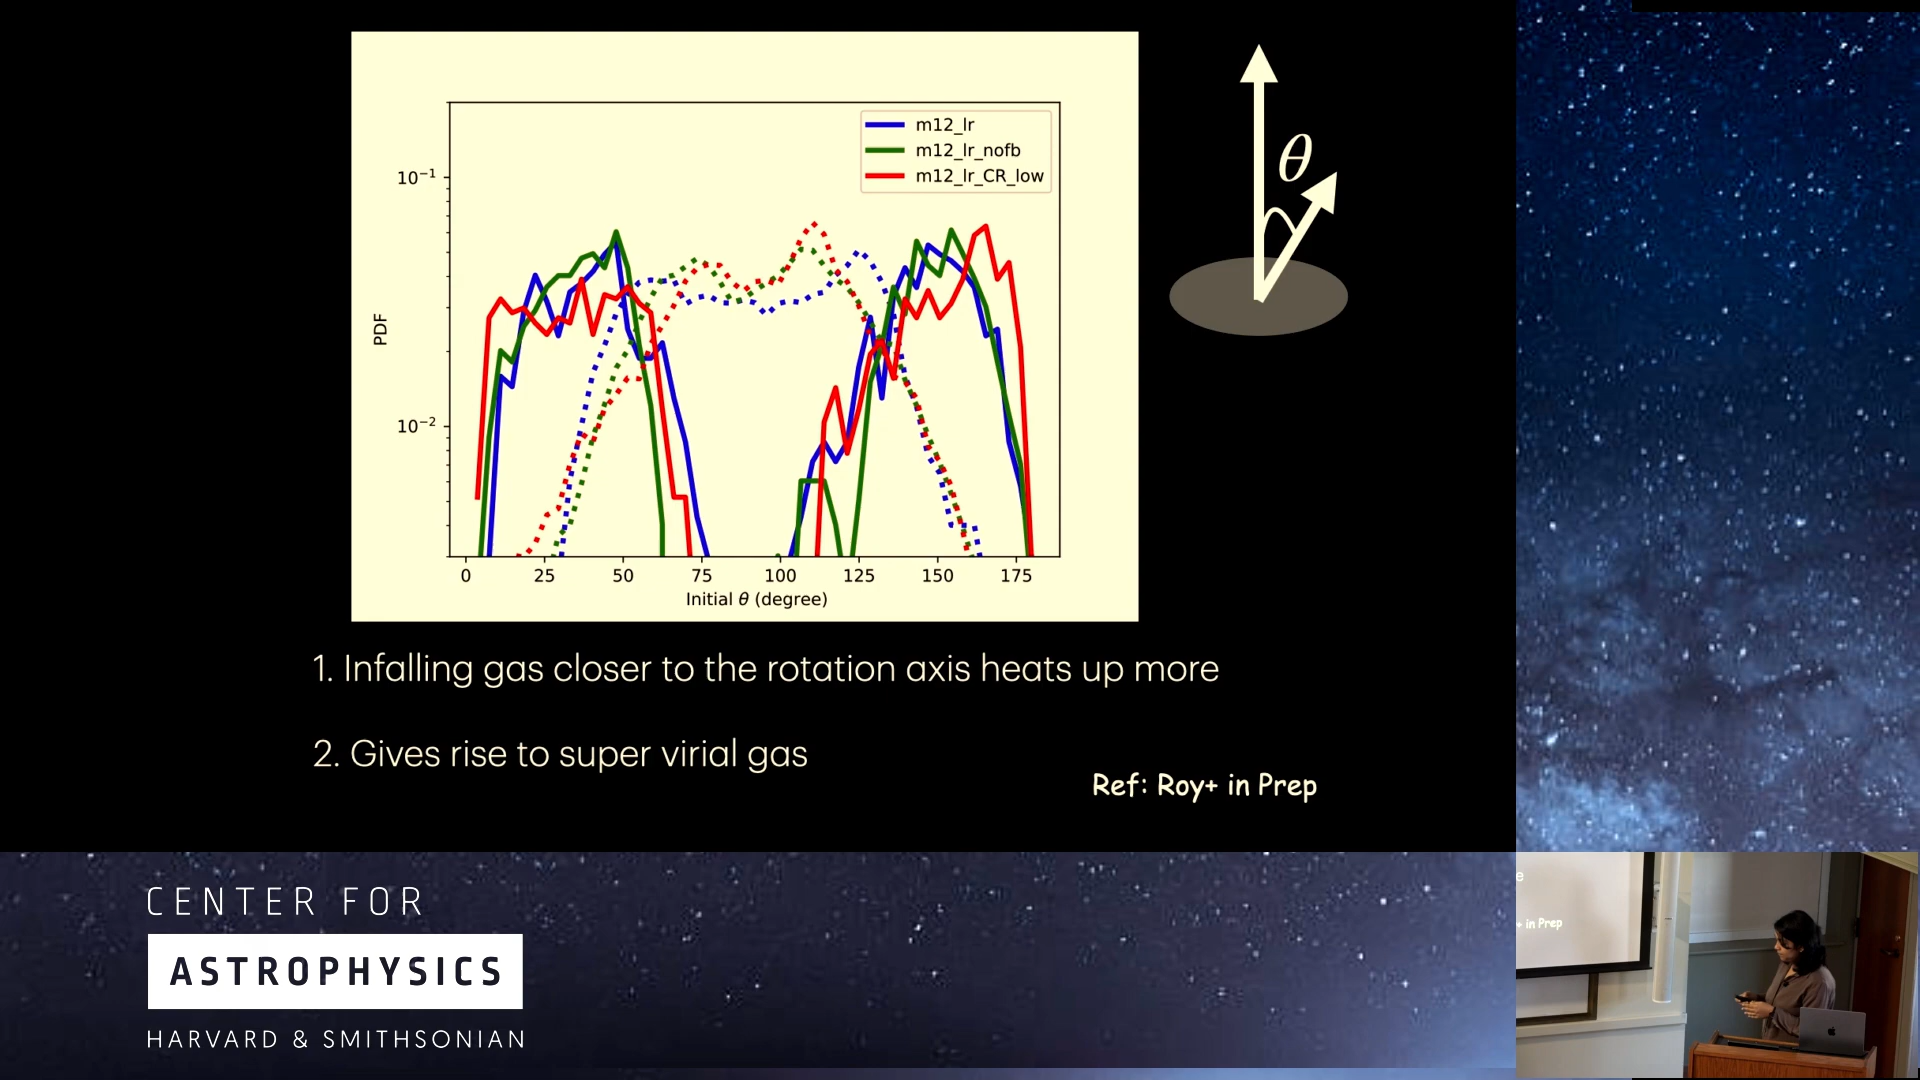 m12_lr
m12_lr_nofb
m12_lr_CR_low
θ
10⁻¹
PDF
10⁻²
0 25 50 75 100 125 150 175
Initial θ (degree)
1. Infalling gas closer to the rotation axis heats up more
2. Gives rise to super virial gas
Ref: Roy+ in Prep
CENTER FOR
ASTROPHYSICS
HARVARD & SMITHSONIAN
e
+ in Prep